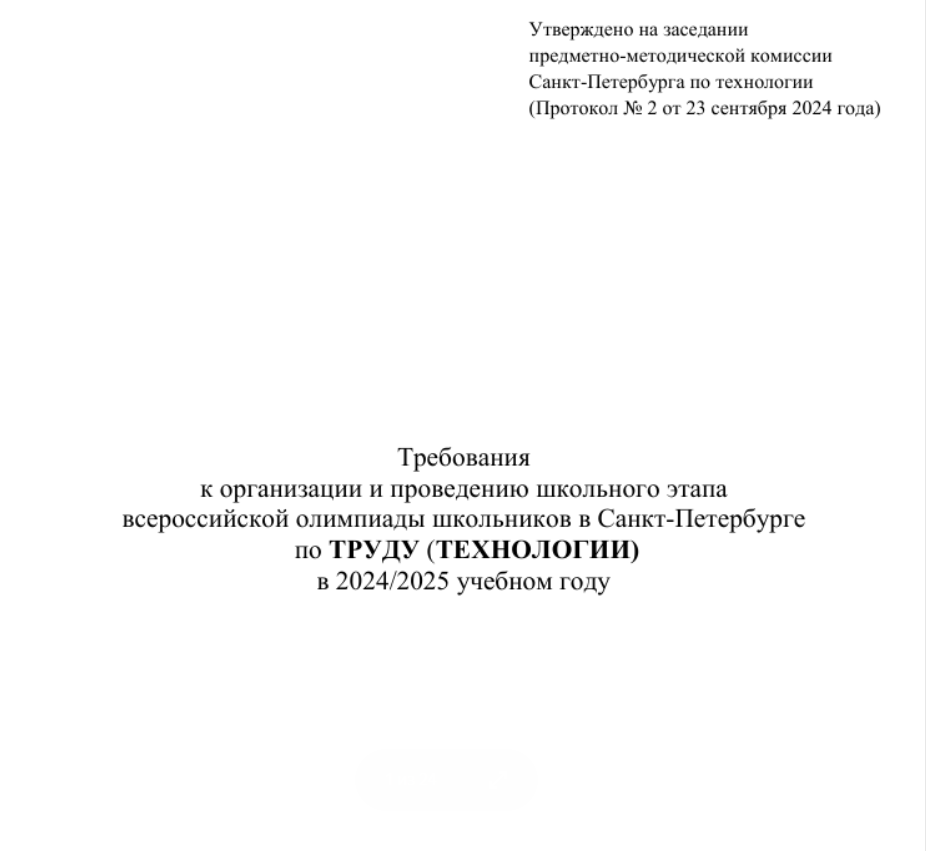 Утверждено на заседании
предметно-методической комиссии
Санкт-Петербурга по технологии
(Протокол № 2 от 23 сентября 2024 года)
Требования
к организации и проведению школьного этапа
всероссийской олимпиады школьников в Санкт-Петербурге
по ТРУДУ (ТЕХНОЛОГИИ)
в 2024/2025 учебном году